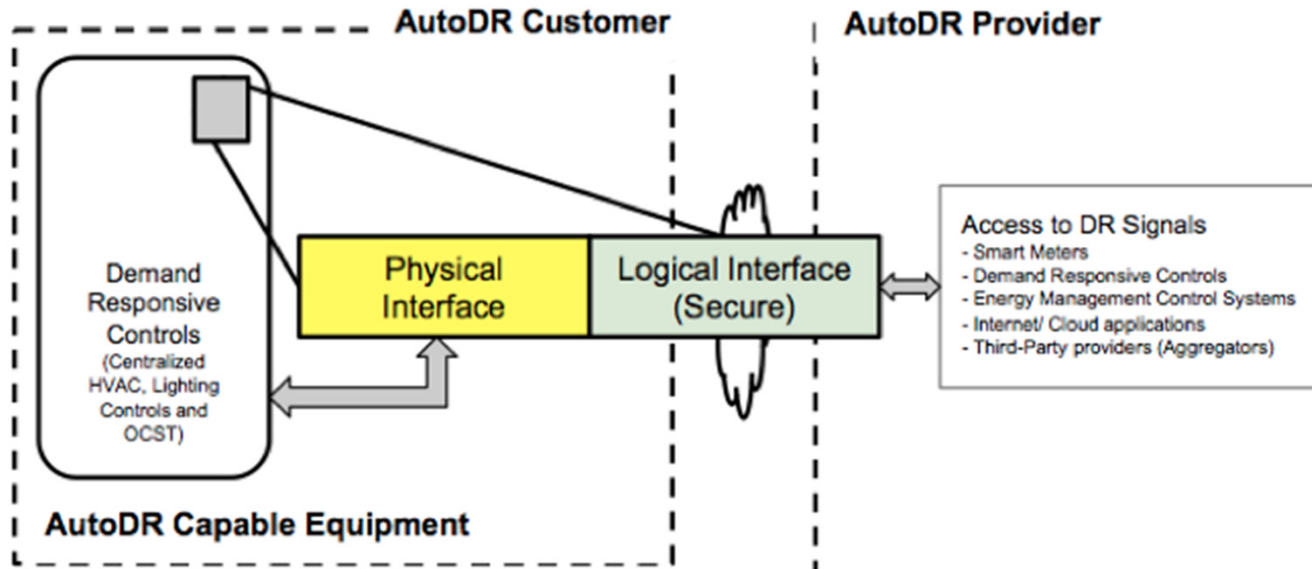 AutoDR Customer
AutoDR Provider
Demand
Responsive
Controls
(Centralized
HVAC, Lighting
Controls and
OCST)
Physical
Interface
Logical Interface
(Secure)
Access to DR Signals
- Smart Meters
- Demand Responsive Controls
- Energy Management Control Systems
- Internet/ Cloud applications
- Third-Party providers (Aggregators)
AutoDR Capable Equipment